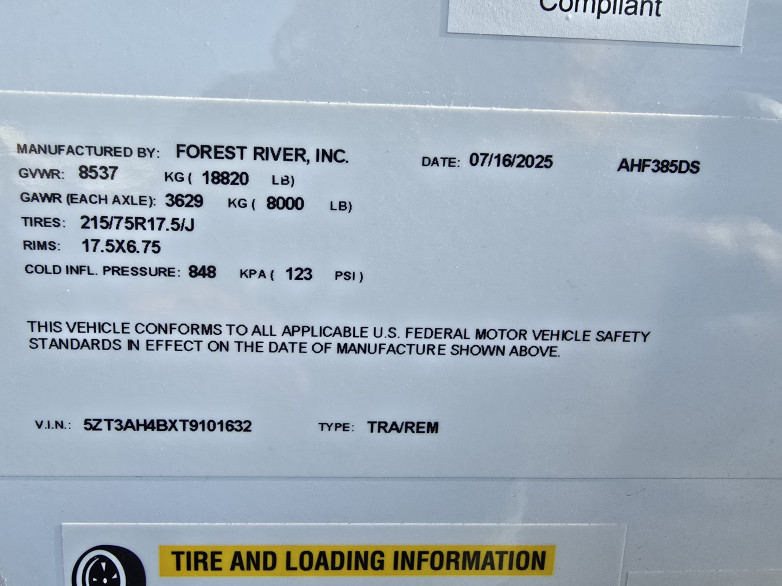 Compliant
MANUFACTURED BY: FOREST RIVER, INC. DATE: 07/16/2025 AHF385DS
GVWR: 8537 KG ( 18820 LB)
GAWR (EACH AXLE): 3629 KG ( 8000 LB)
TIRES: 215/75R17.5/J
RIMS: 17.5X6.75
COLD INFL. PRESSURE: 848 KPA ( 123 PSI )
THIS VEHICLE CONFORMS TO ALL APPLICABLE U.S. FEDERAL MOTOR VEHICLE SAFETY
STANDARDS IN EFFECT ON THE DATE OF MANUFACTURE SHOWN ABOVE.
V.I.N.: 5ZT3AH4BXT9101632 TYPE: TRA/REM
TIRE AND LOADING INFORMATION